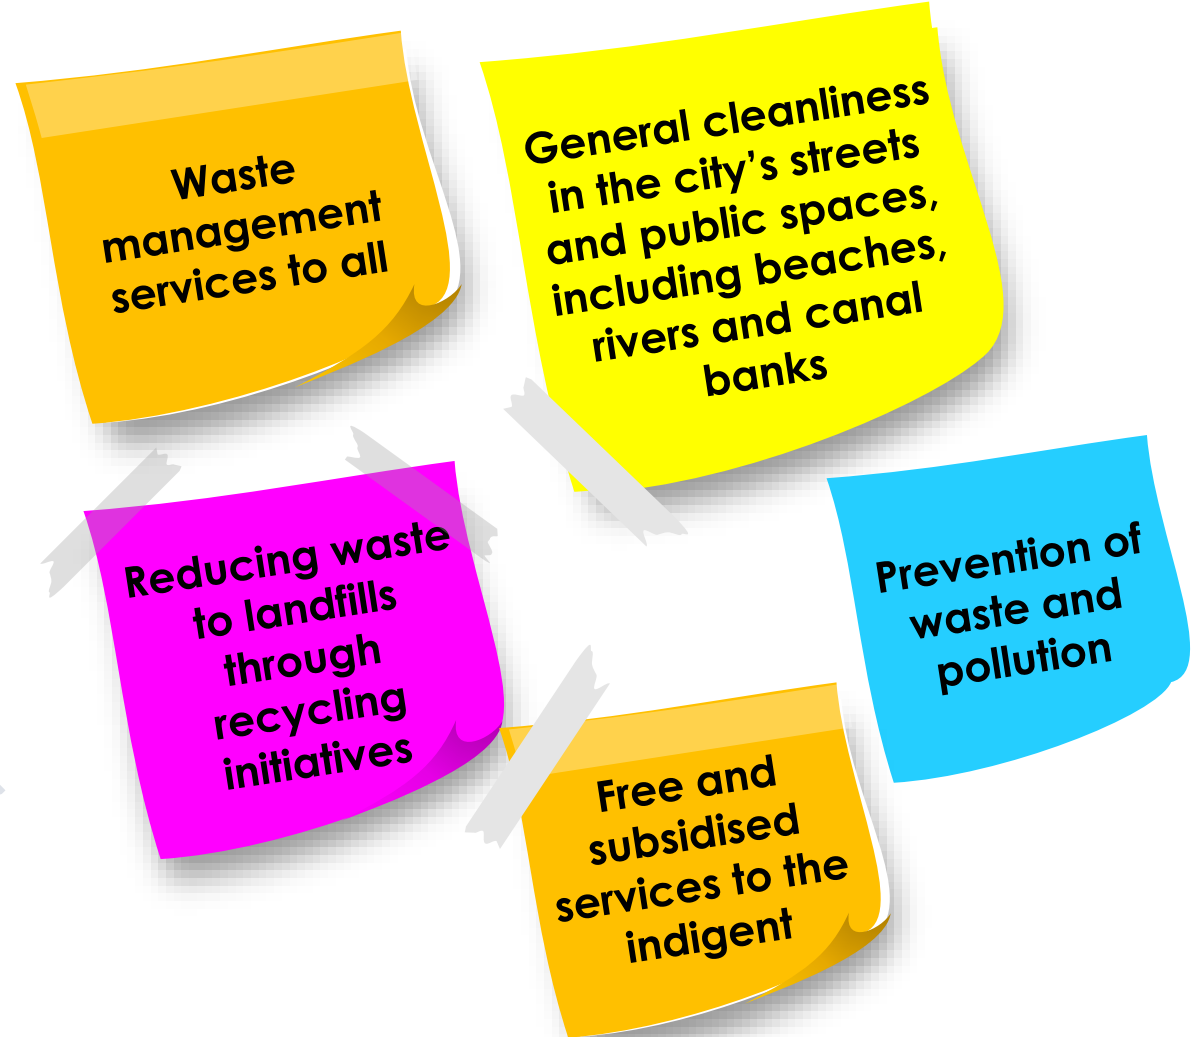 Waste
management
services to all
General cleanliness
in the city’s streets
and public spaces,
including beaches,
rivers and canal
banks
Reducing waste
to landfills
through
recycling
initiatives
Prevention of
waste and
pollution
Free and
subsidised
services to the
indigent